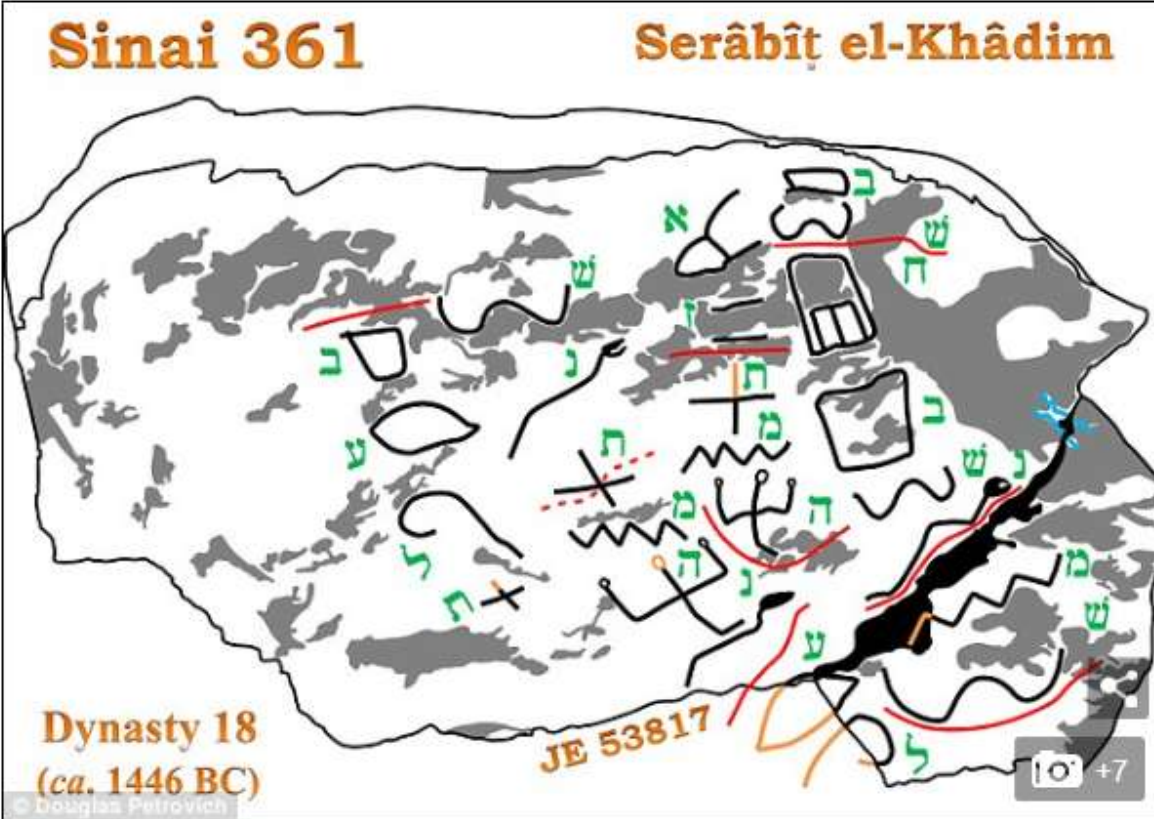 Sinai 361
Serâbîṭ el-Khâdim
ב
א
שׁ
ח
שׁ
ז
ב
נ
ת
ב
מ
ת
ע
שׁ
נ
מ
ה
ל
ה
נ
מ
ת
שׁ
ע
ל
JE 53817
Dynasty 18
(ca. 1446 BC)
© Douglas Petrovich
+7